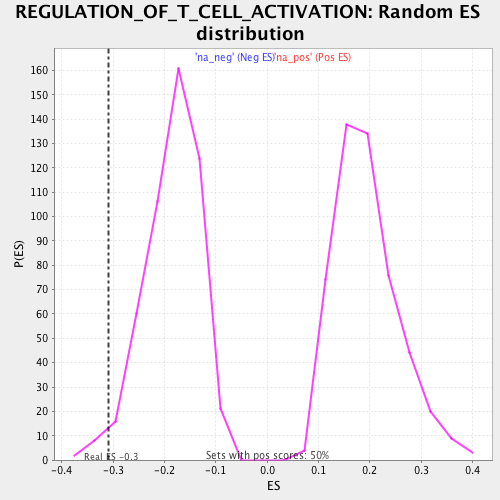 REGULATION_OF_T_CELL_ACTIVATION: Random ES
distribution
'na_neg' (Neg ES)'na_pos' (Pos ES)
160
150
140
130
120
110
100
90
80
70
60
50
40
30
20
10
0
P(ES)
Real ES -0.3
Sets with pos scores: 50%
-0.4 -0.3 -0.2 -0.1 0.0 0.1 0.2 0.3 0.4
ES